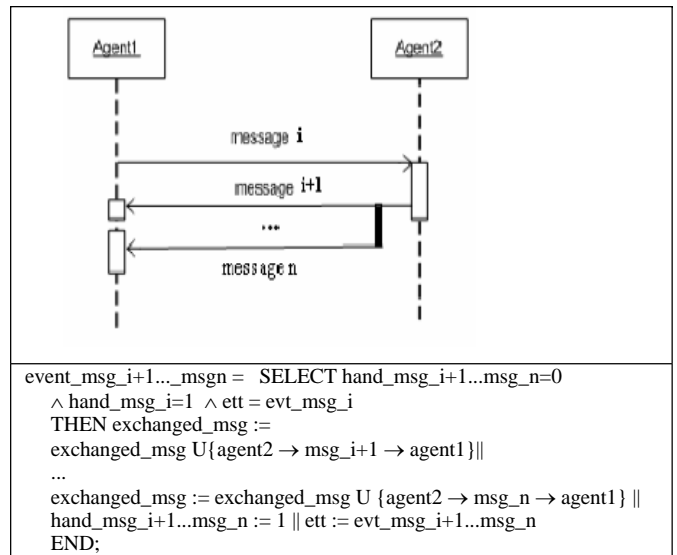 Agent1
Agent2
message i
message i+1
...
message n
event_msg_i+1..._msgn = SELECT hand_msg_i+1...msg_n=0
∧ hand_msg_i=1 ∧ ett = evt_msg_i
THEN exchanged_msg :=
exchanged_msg U{agent2 → msg_i+1 → agent1}||
...
exchanged_msg := exchanged_msg U {agent2 → msg_n → agent1} ||
hand_msg_i+1...msg_n := 1 || ett := evt_msg_i+1...msg_n
END;